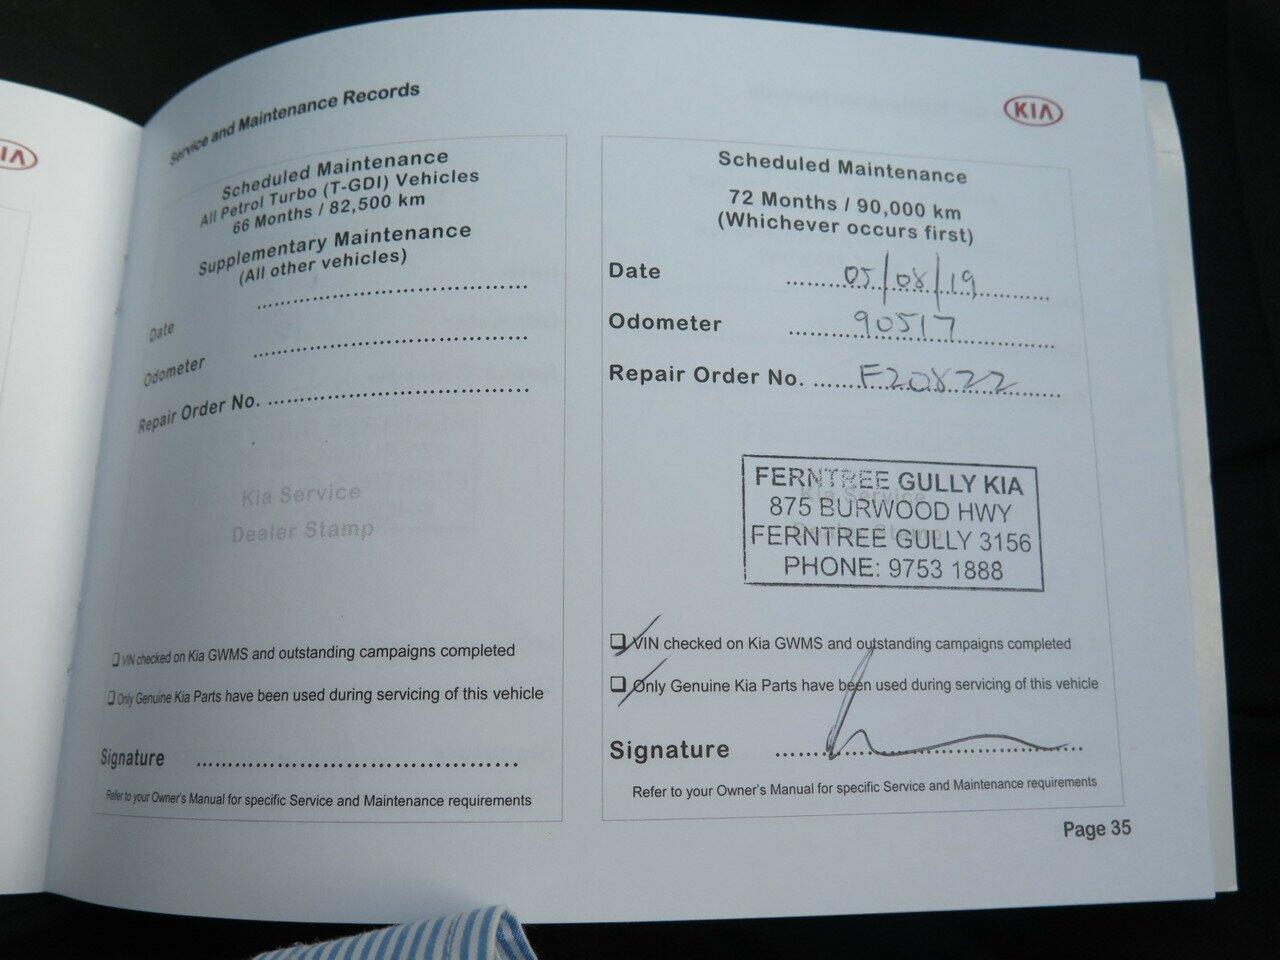 IA
Service and Maintenance Records
Scheduled Maintenance
All Petrol Turbo (T-GDI) Vehicles
66 Months / 82,500 km
Supplementary Maintenance
(All other vehicles)
Date
Odometer
Repair Order No.
Kia Service
Dealer Stamp
VIN checked on Kia GWMS and outstanding campaigns completed
Only Genuine Kia Parts have been used during servicing of this vehicle
Signature
Refer to your Owner's Manual for specific Service and Maintenance requirements
KIA
Scheduled Maintenance
72 Months / 90,000 km
(Whichever occurs first)
Date 05/08/19
Odometer 90517
Repair Order No. F20822
Kia Service
Dealer Stamp
FERNTREE GULLY KIA
875 BURWOOD HWY
FERNTREE GULLY 3156
PHONE: 9753 1888
VIN checked on Kia GWMS and outstanding campaigns completed
Only Genuine Kia Parts have been used during servicing of this vehicle
Signature
Refer to your Owner's Manual for specific Service and Maintenance requirements
Page 35